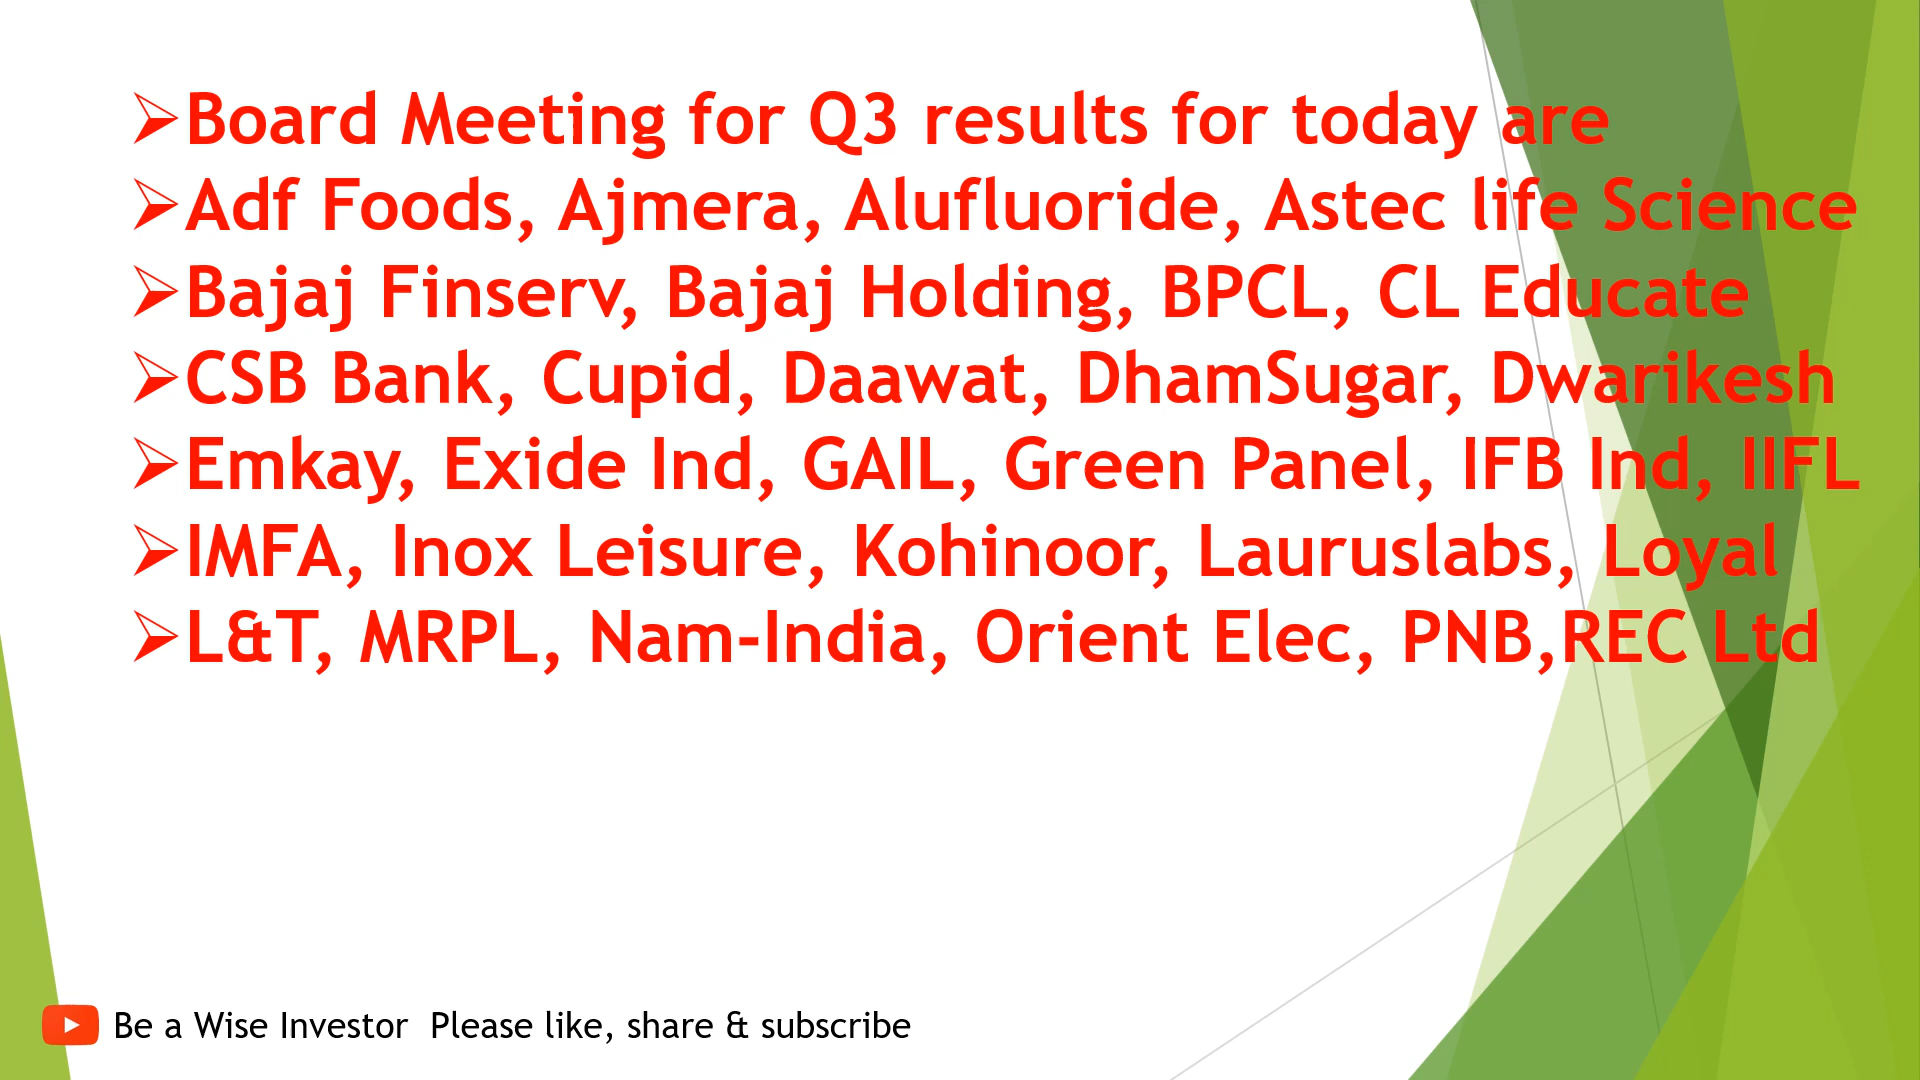 ➢Board Meeting for Q3 results for today are
➢Adf Foods, Ajmera, Alufluoride, Astec life Science
➢Bajaj Finserv, Bajaj Holding, BPCL, CL Educate
➢CSB Bank, Cupid, Daawat, DhamSugar, Dwarikesh
➢Emkay, Exide Ind, GAIL, Green Panel, IFB Ind, IIFL
➢IMFA, Inox Leisure, Kohinoor, Lauruslabs, Loyal
➢L&T, MRPL, Nam-India, Orient Elec, PNB,REC Ltd
Be a Wise Investor  Please like, share & subscribe